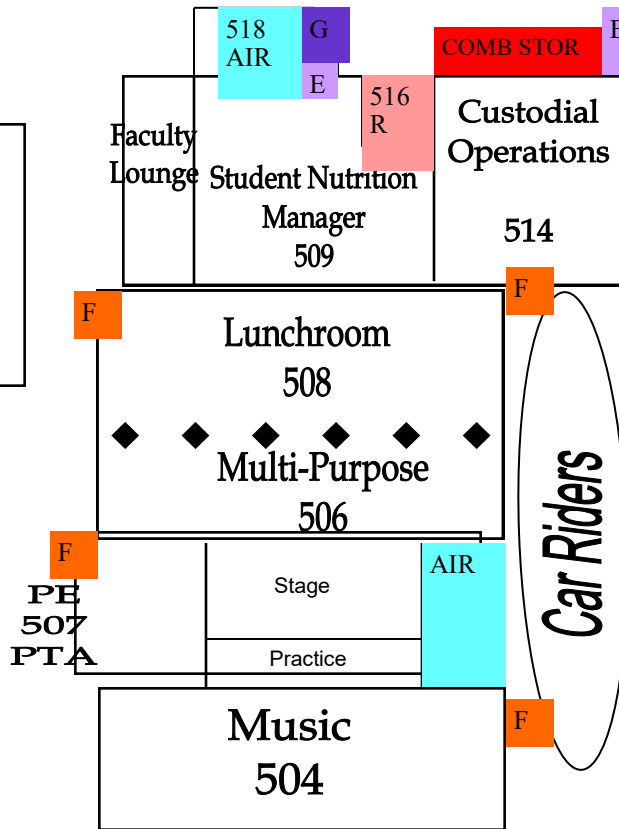 518
AIR
G
E
COMB STOR
516
R
Custodial
Operations
514
Faculty
Lounge
Student Nutrition
Manager
509
F
F
Lunchroom
508
Multi-Purpose
506
Car Riders
F
AIR
Stage
PE
507
PTA
Practice
F
Music
504